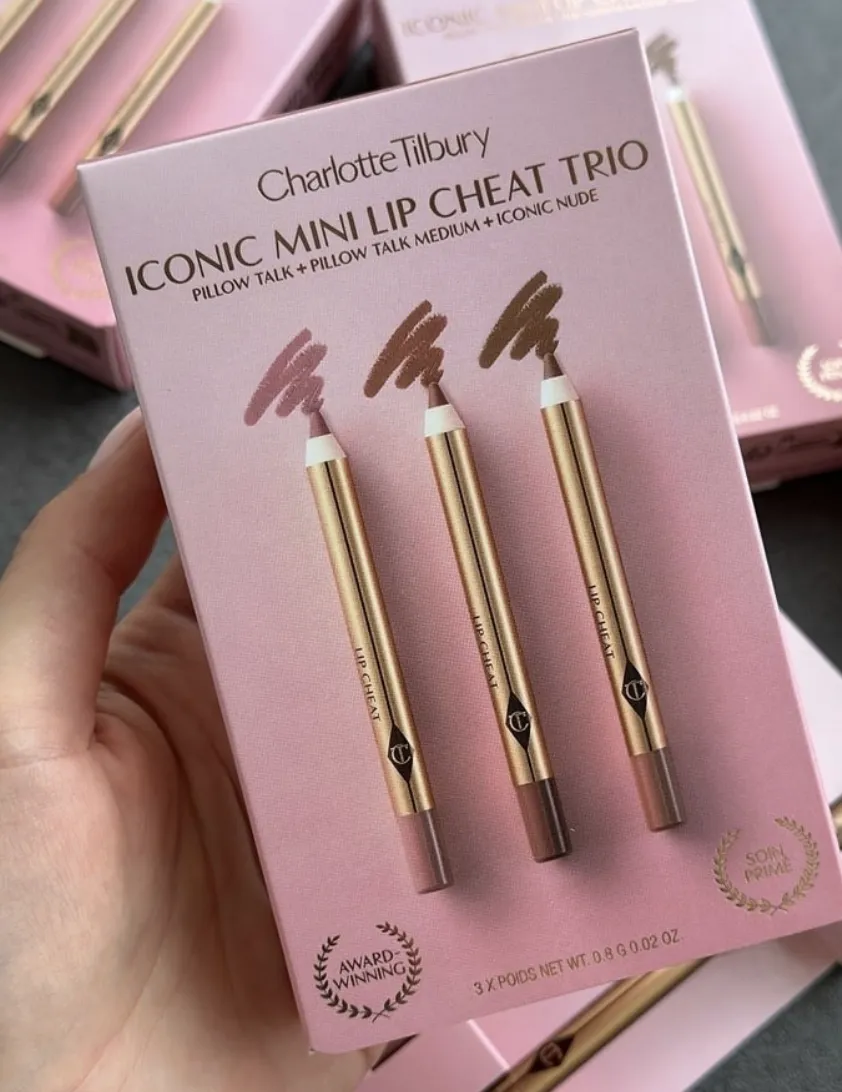 Charlotte Tilbury
ICONIC MINI LIP CHEAT TRIO
PILLOW TALK + PILLOW TALK MEDIUM + ICONIC NUDE
LIP CHEAT
LIP CHEAT
LIP CHEAT
AWARD-
WINNING
SOIN
PRIMÉ
3 X POIDS NET WT. 0.8 G 0.02 OZ.